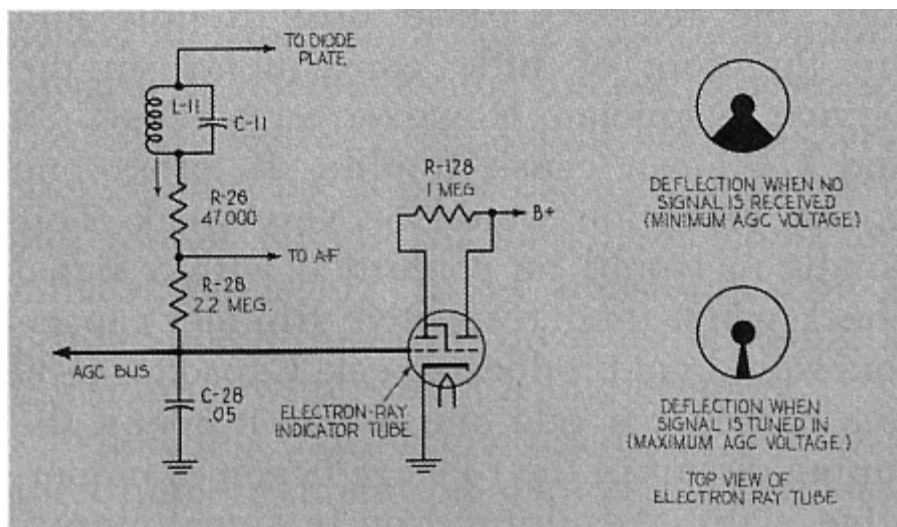 TO DIODE
PLATE
L-11
C-11
R-26
47000
TO A-F
R-28
2.2 MEG.
AGC BUS
C-28
.05
R-128
1 MEG
B+
ELECTRON-RAY
INDICATOR TUBE
DEFLECTION WHEN NO
SIGNAL IS RECEIVED
(MINIMUM AGC VOLTAGE)
DEFLECTION WHEN
SIGNAL IS TUNED IN
(MAXIMUM AGC VOLTAGE)
TOP VIEW OF
ELECTRON RAY TUBE